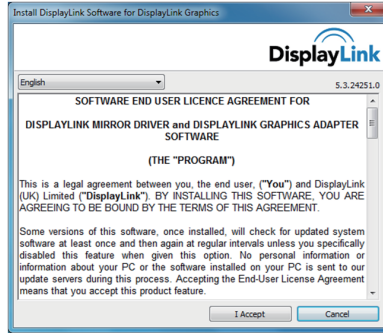 Install DisplayLink Software for DisplayLink Graphics
DisplayLink
English
5.3.24251.0
SOFTWARE END USER LICENCE AGREEMENT FOR
DISPLAYLINK MIRROR DRIVER and DISPLAYLINK GRAPHICS ADAPTER
SOFTWARE
(THE "PROGRAM")
This is a legal agreement between you, the end user, ("You") and DisplayLink
(UK) Limited ("DisplayLink"). BY INSTALLING THIS SOFTWARE, YOU ARE
AGREEING TO BE BOUND BY THE TERMS OF THIS AGREEMENT.
Some versions of this software, once installed, will check for updated system
software at least once and then again at regular intervals unless you specifically
disabled this feature when given this option. No personal information or
information about your PC or the software installed on your PC is sent to our
update servers during this process. Accepting the End-User License Agreement
means that you accept this product feature.
I Accept
Cancel